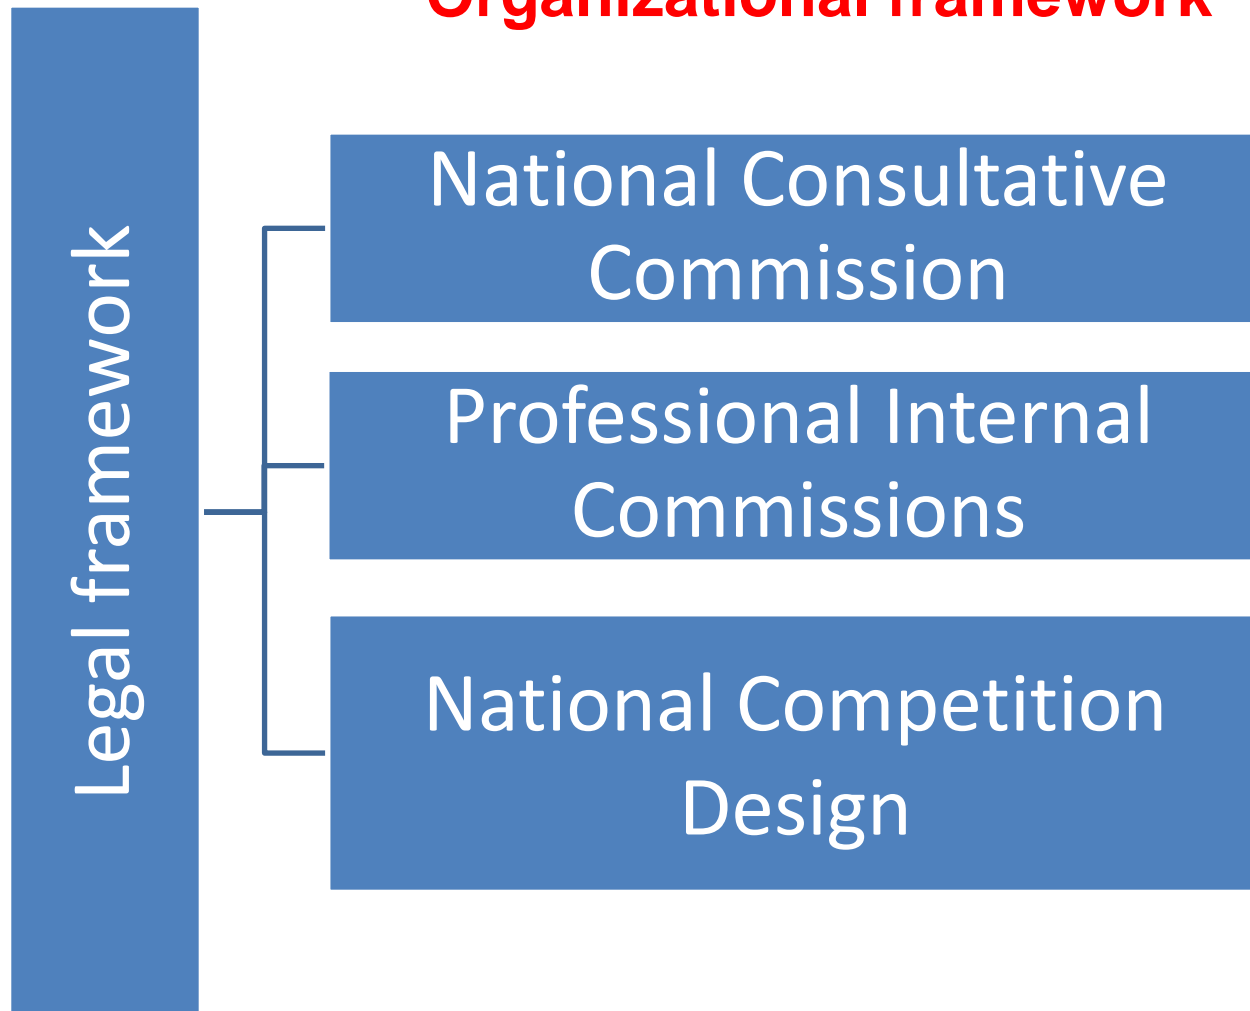 Organizational framework
Legal framework
National Consultative
Commission
Professional Internal
Commissions
National Competition
Design